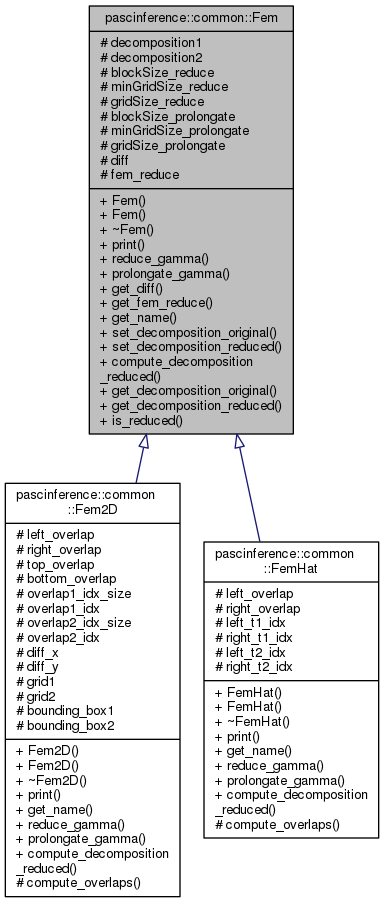 pascinference::common::Fem
# decomposition1
# decomposition2
# blockSize_reduce
# minGridSize_reduce
# gridSize_reduce
# blockSize_prolongate
# minGridSize_prolongate
# gridSize_prolongate
# diff
# fem_reduce
+ Fem()
+ Fem()
+ ~Fem()
+ print()
+ reduce_gamma()
+ prolongate_gamma()
+ get_diff()
+ get_fem_reduce()
+ get_name()
+ set_decomposition_original()
+ set_decomposition_reduced()
+ compute_decomposition
_reduced()
+ get_decomposition_original()
+ get_decomposition_reduced()
+ is_reduced()
pascinference::common
::Fem2D
# left_overlap
# right_overlap
# top_overlap
# bottom_overlap
# overlap1_idx_size
# overlap1_idx
# overlap2_idx_size
# overlap2_idx
# diff_x
# diff_y
# grid1
# grid2
# bounding_box1
# bounding_box2
+ Fem2D()
+ Fem2D()
+ ~Fem2D()
+ print()
+ get_name()
+ reduce_gamma()
+ prolongate_gamma()
+ compute_decomposition
_reduced()
# compute_overlaps()
pascinference::common
::FemHat
# left_overlap
# right_overlap
# left_t1_idx
# right_t1_idx
# left_t2_idx
# right_t2_idx
+ FemHat()
+ FemHat()
+ ~FemHat()
+ print()
+ get_name()
+ reduce_gamma()
+ prolongate_gamma()
+ compute_decomposition
_reduced()
# compute_overlaps()